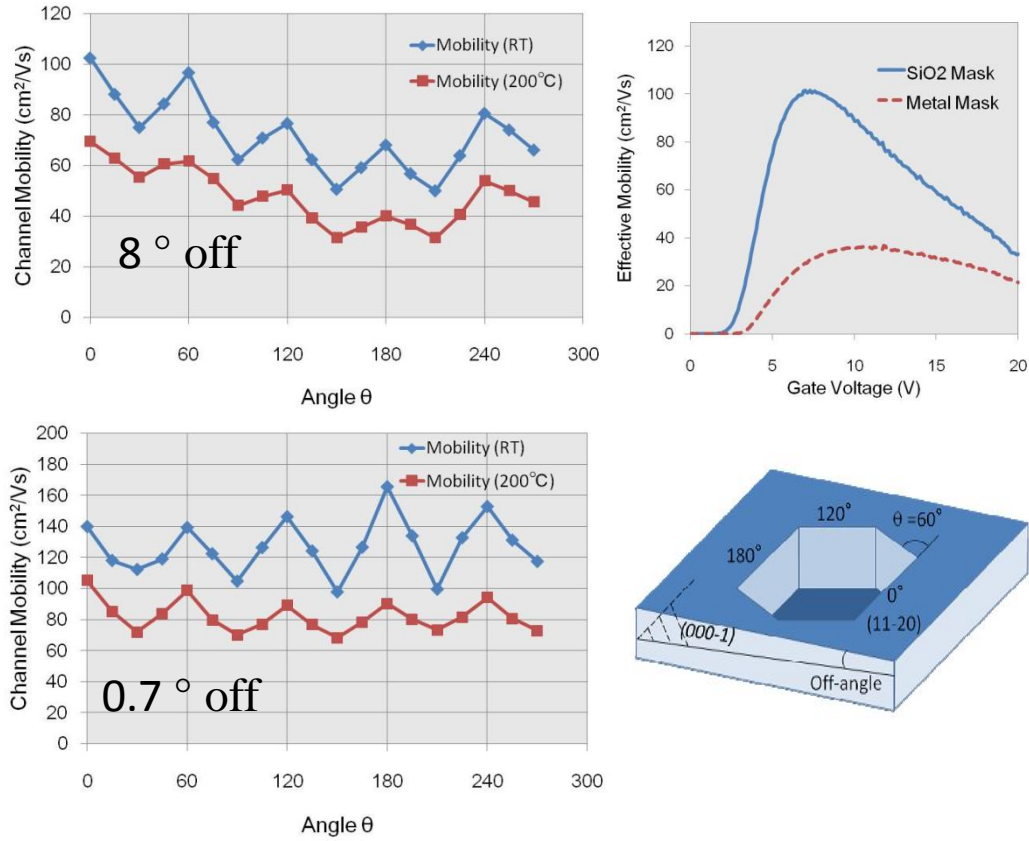 120
100
80
60
40
20
0
0 60 120 180 240 300
Channel Mobility (cm²/Vs)
Angle θ
Mobility (RT)
Mobility (200℃)
8 ° off
120
100
80
60
40
20
0
0 5 10 15 20
Effective Mobility (cm²/Vs)
Gate Voltage (V)
SiO2 Mask
Metal Mask
200
180
160
140
120
100
80
60
40
20
0
0 60 120 180 240 300
Channel Mobility (cm²/Vs)
Angle θ
Mobility (RT)
Mobility (200℃)
0.7 ° off
120°
θ =60°
180°
0°
(11-20)
(000-1)
Off-angle